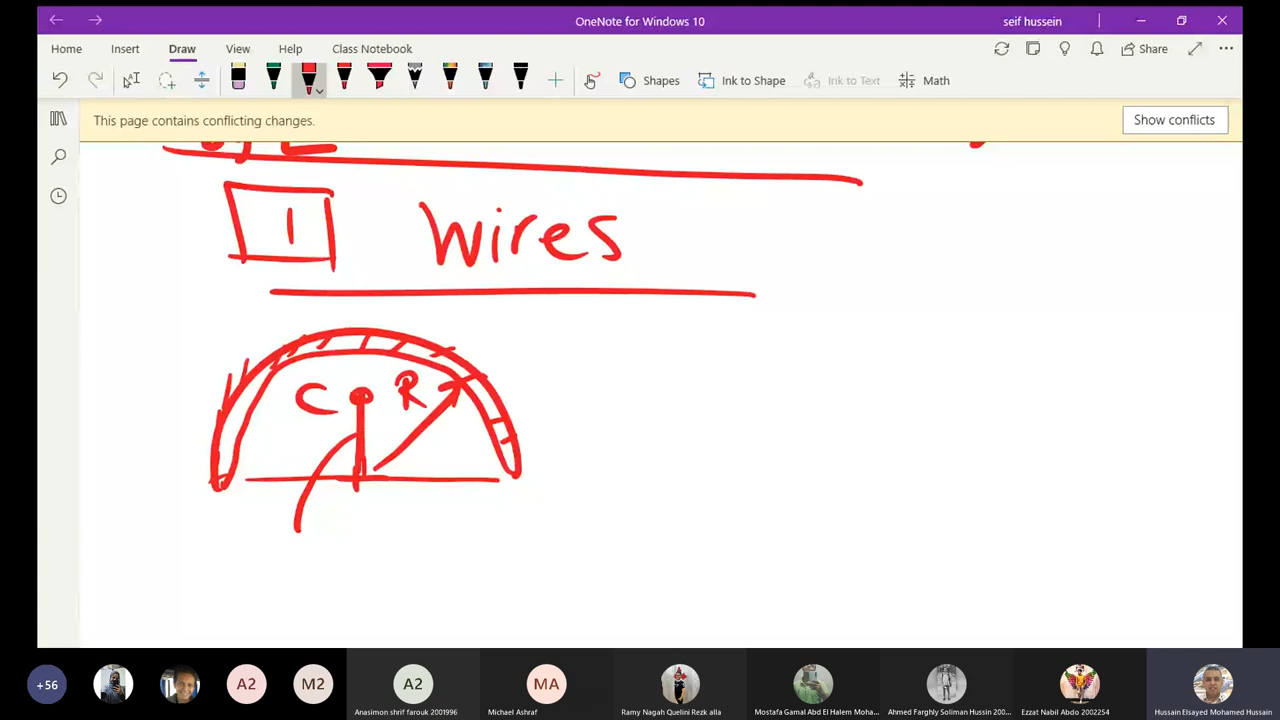 OneNote for Windows 10
seif hussein
Home Insert Draw View Help Class Notebook
Share
Shapes Ink to Shape Ink to Text Math
This page contains conflicting changes.
Show conflicts
1 wires
C R
+56 A2 M2 A2 MA
Anasimon shrif farouk 2001996 Michael Ashraf Ramy Nagah Quelini Rezk alla Mostafa Gamal Abd El Halem Moha... Ahmed Farghly Soliman Hussin 200... Ezzat Nabil Abdo 2002254 Hussain Elsayed Mohamed Hussain